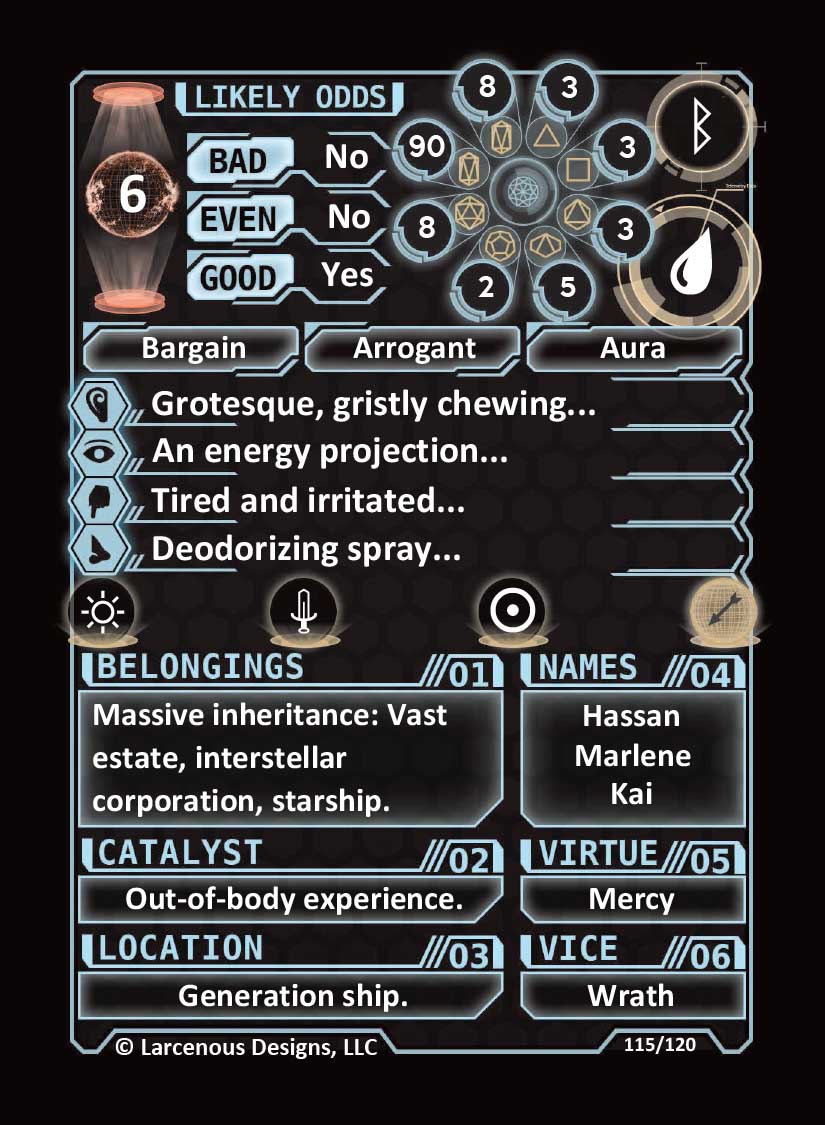 LIKELY ODDS
6
BAD No
EVEN No
GOOD Yes
8
3
90
3
8
3
2
5
ᛒ
Bargain
Arrogant
Aura
Grotesque, gristly chewing...
An energy projection...
Tired and irritated...
Deodorizing spray...
BELONGINGS ///01
Massive inheritance: Vast
estate, interstellar
corporation, starship.
NAMES ///04
Hassan
Marlene
Kai
CATALYST ///02
Out-of-body experience.
VIRTUE ///05
Mercy
LOCATION ///03
Generation ship.
VICE ///06
Wrath
© Larcenous Designs, LLC
115/120